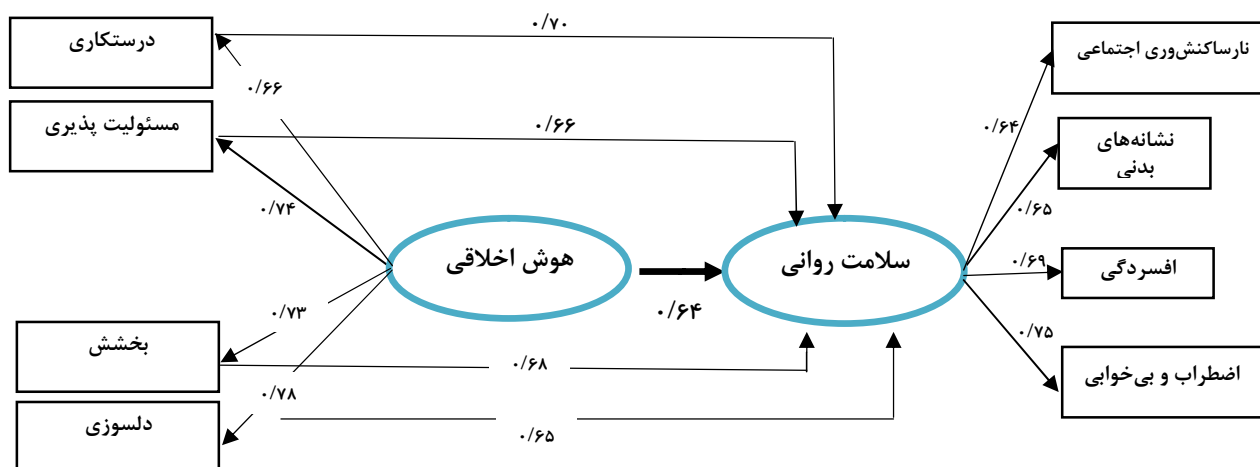 درستکاری
۰/۷۰
نارساکنش‌وری اجتماعی
۰/۶۶
مسئولیت پذیری
۰/۶۶
۰/۶۴
نشانه‌های
بدنی
۰/۷۴
۰/۶۵
هوش اخلاقی
سلامت روانی
۰/۶۹
افسردگی
۰/۶۴
۰/۷۳
۰/۷۵
بخشش
۰/۶۸
اضطراب و بی‌خوابی
۰/۷۸
دلسوزی
۰/۶۵